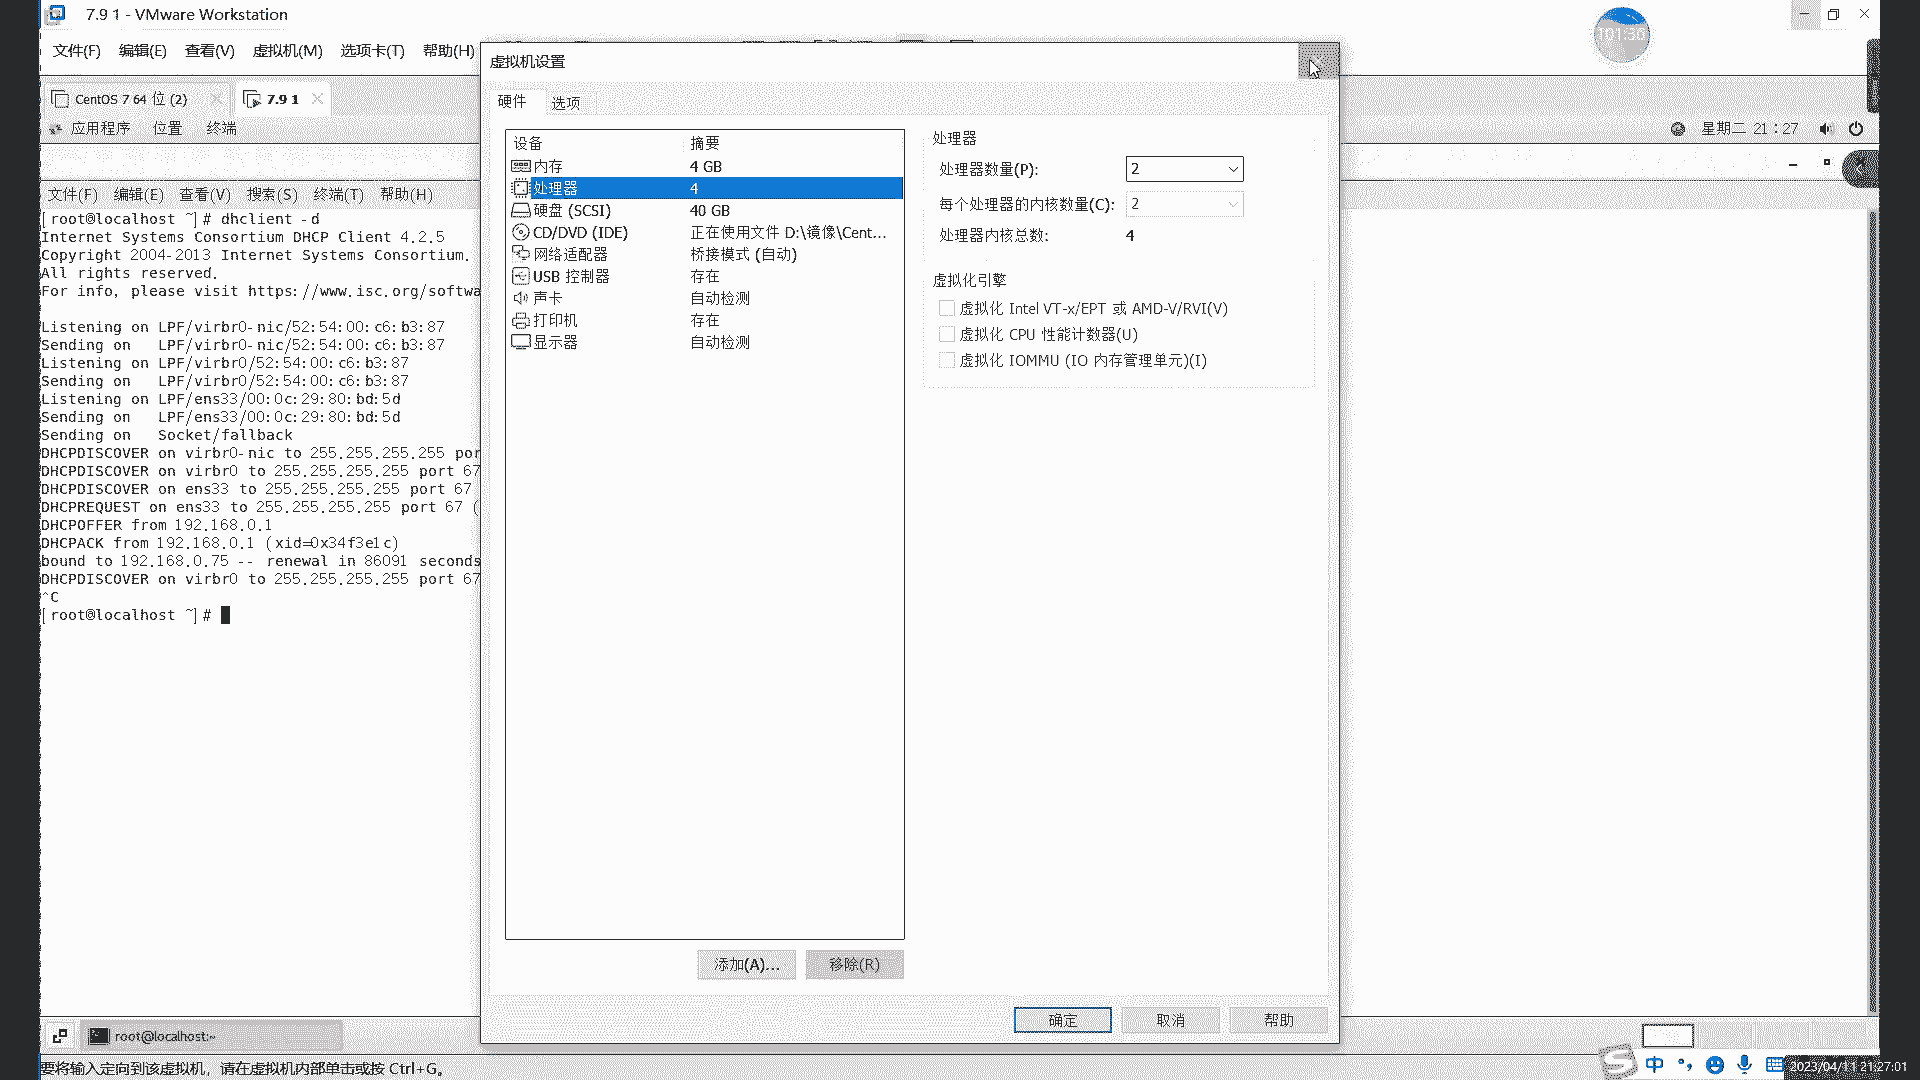 7.9 1 - VMware Workstation
文件(F) 编辑(E) 查看(V) 虚拟机(M) 选项卡(T) 帮助(H)
01:30
CentOS 7 64 位 (2)
7.9 1
应用程序 位置 终端
星期二 21：27
文件(F) 编辑(E) 查看(V) 搜索(S) 终端(T) 帮助(H)
[root@localhost ~]# dhclient -d
Internet Systems Consortium DHCP Client 4.2.5
Copyright 2004-2013 Internet Systems Consortium.
All rights reserved.
For info, please visit https://www.isc.org/softwa
Listening on LPF/virbr0-nic/52:54:00:c6:b3:87
Sending on   LPF/virbr0-nic/52:54:00:c6:b3:87
Listening on LPF/virbr0/52:54:00:c6:b3:87
Sending on   LPF/virbr0/52:54:00:c6:b3:87
Listening on LPF/ens33/00:0c:29:80:bd:5d
Sending on   LPF/ens33/00:0c:29:80:bd:5d
Sending on   Socket/fallback
DHCPDISCOVER on virbr0-nic to 255.255.255.255 por
DHCPDISCOVER on virbr0 to 255.255.255.255 port 67
DHCPDISCOVER on ens33 to 255.255.255.255 port 67
DHCPREQUEST on ens33 to 255.255.255.255 port 67 (
DHCPOFFER from 192.168.0.1
DHCPACK from 192.168.0.1 (xid=0x34f3e1c)
bound to 192.168.0.75 -- renewal in 86091 seconds
DHCPDISCOVER on virbr0 to 255.255.255.255 port 67
^C
[root@localhost ~]#
虚拟机设置
硬件 选项
设备 摘要
内存 4 GB
处理器 4
硬盘 (SCSI) 40 GB
CD/DVD (IDE) 正在使用文件 D:\镜像\Cent...
网络适配器 桥接模式 (自动)
USB 控制器 存在
声卡 自动检测
打印机 存在
显示器 自动检测
添加(A)... 移除(R)
处理器
处理器数量(P): 2
每个处理器的内核数量(C): 2
处理器内核总数: 4
虚拟化引擎
虚拟化 Intel VT-x/EPT 或 AMD-V/RVI(V)
虚拟化 CPU 性能计数器(U)
虚拟化 IOMMU (IO 内存管理单元)(I)
确定 取消 帮助
root@localhost:~
要将输入定向到该虚拟机，请在虚拟机内部单击或按 Ctrl+G。
中
2023/04/11 21:27:01